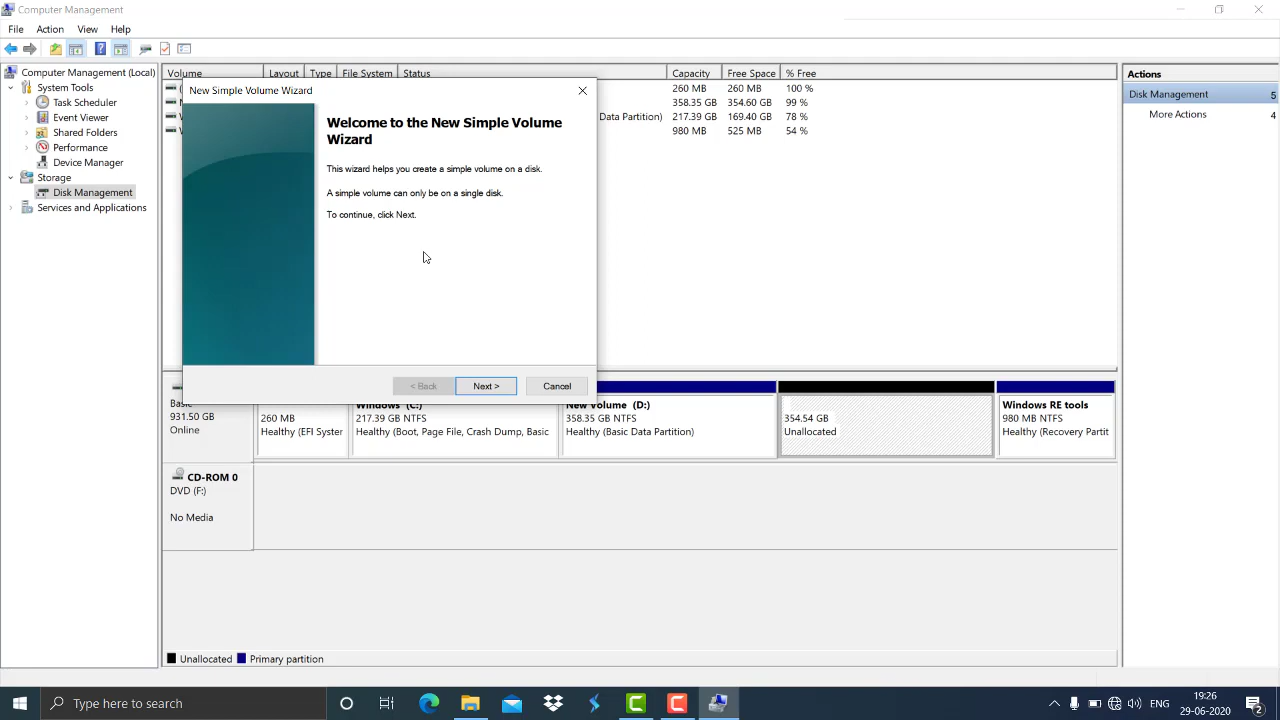 Computer Management
File Action View Help
Computer Management (Local)
System Tools
Task Scheduler
Event Viewer
Shared Folders
Performance
Device Manager
Storage
Disk Management
Services and Applications
Volume Layout Type File System Status Capacity Free Space % Free
260 MB 260 MB 100 %
358.35 GB 354.60 GB 99 %
Data Partition) 217.39 GB 169.40 GB 78 %
980 MB 525 MB 54 %
New Simple Volume Wizard
Welcome to the New Simple Volume
Wizard
This wizard helps you create a simple volume on a disk.
A simple volume can only be on a single disk.
To continue, click Next.
< Back Next > Cancel
Actions
Disk Management 5
More Actions 4
Basic
931.50 GB
Online
260 MB
Healthy (EFI Syster
Windows (C:)
217.39 GB NTFS
Healthy (Boot, Page File, Crash Dump, Basic
New Volume (D:)
358.35 GB NTFS
Healthy (Basic Data Partition)
354.54 GB
Unallocated
Windows RE tools
980 MB NTFS
Healthy (Recovery Partit
CD-ROM 0
DVD (F:)
No Media
Unallocated Primary partition
Type here to search
ENG
19:26
29-06-2020
2